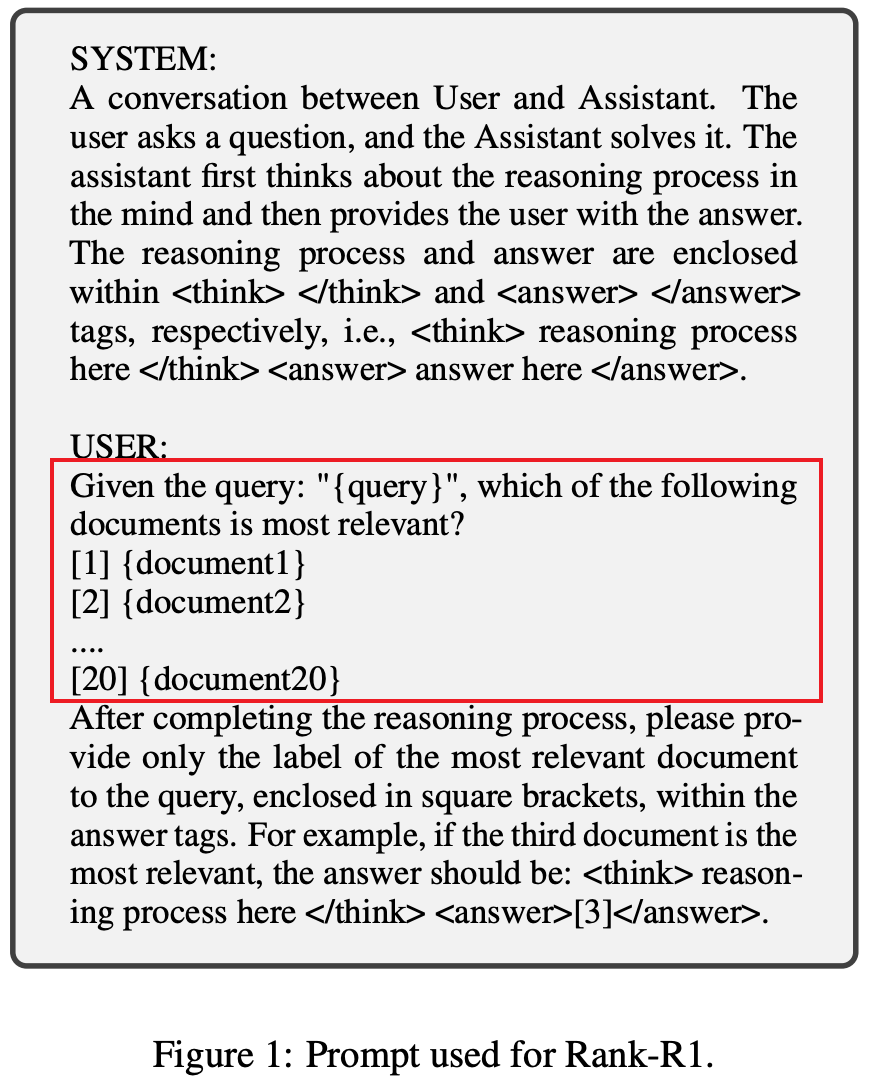 SYSTEM:
A conversation between User and Assistant. The
user asks a question, and the Assistant solves it. The
assistant first thinks about the reasoning process in
the mind and then provides the user with the answer.
The reasoning process and answer are enclosed
within <think> </think> and <answer> </answer>
tags, respectively, i.e., <think> reasoning process
here </think> <answer> answer here </answer>.
USER:
Given the query: "{query}", which of the following
documents is most relevant?
[1] {document1}
[2] {document2}
....
[20] {document20}
After completing the reasoning process, please pro-
vide only the label of the most relevant document
to the query, enclosed in square brackets, within the
answer tags. For example, if the third document is the
most relevant, the answer should be: <think> reason-
ing process here </think> <answer>[3]</answer>.
Figure 1: Prompt used for Rank-R1.